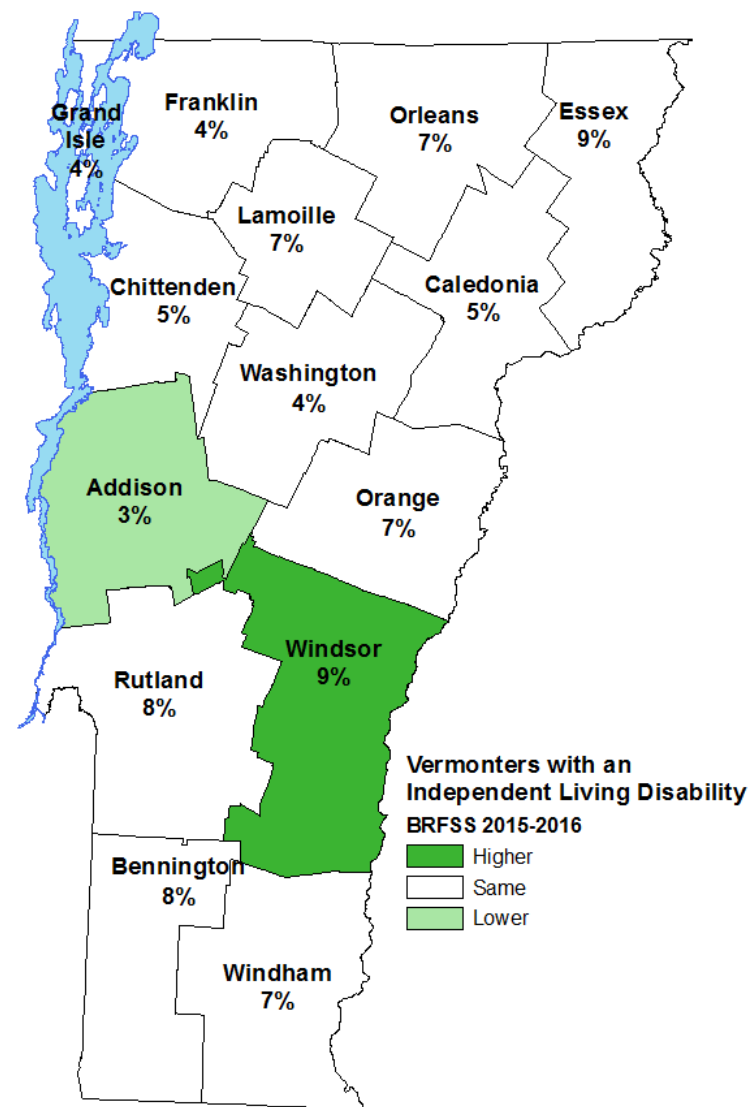 Franklin
4%
Grand
Isle
4%
Orleans
7%
Essex
9%
Lamoille
7%
Chittenden
5%
Caledonia
5%
Washington
4%
Addison
3%
Orange
7%
Windsor
9%
Rutland
8%
Vermonters with an
Independent Living Disability
BRFSS 2015-2016
Higher
Same
Lower
Bennington
8%
Windham
7%